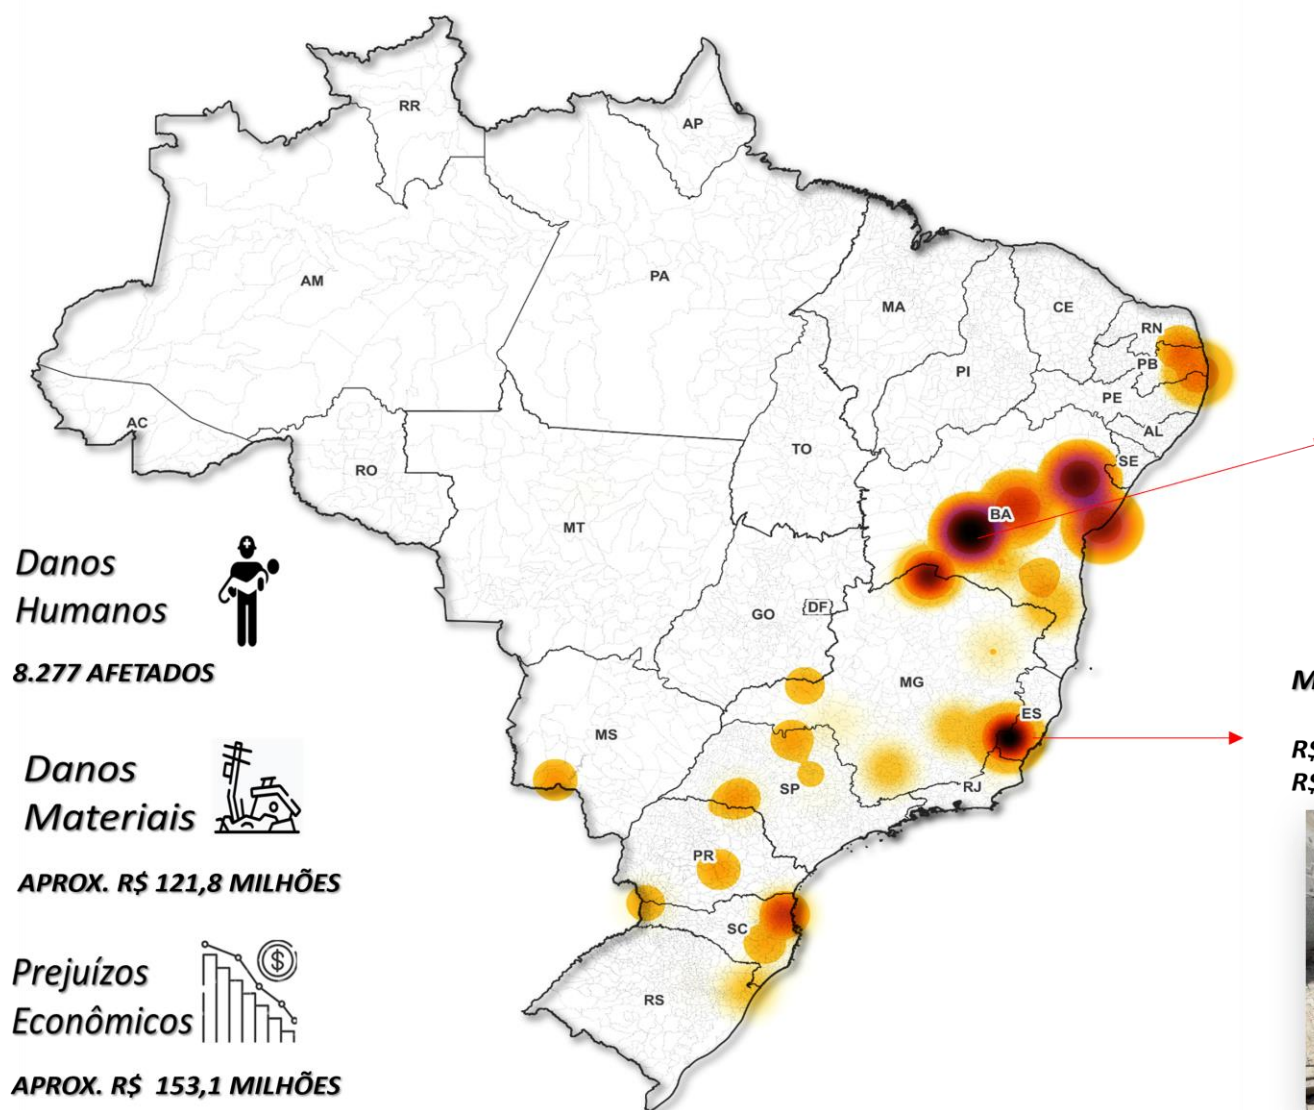 RR
AP
AM
PA
MA
CE
RN
PB
PI
PE
AL
SE
AC
TO
RO
BA
MT
GO
DF
MG
ES
MS
SP
RJ
PR
SC
RS
Danos
Humanos
8.277 AFETADOS
Danos
Materiais
APROX. R$ 121,8 MILHÕES
Prejuízos
Econômicos
$
APROX. R$ 153,1 MILHÕES
M
R$
R$